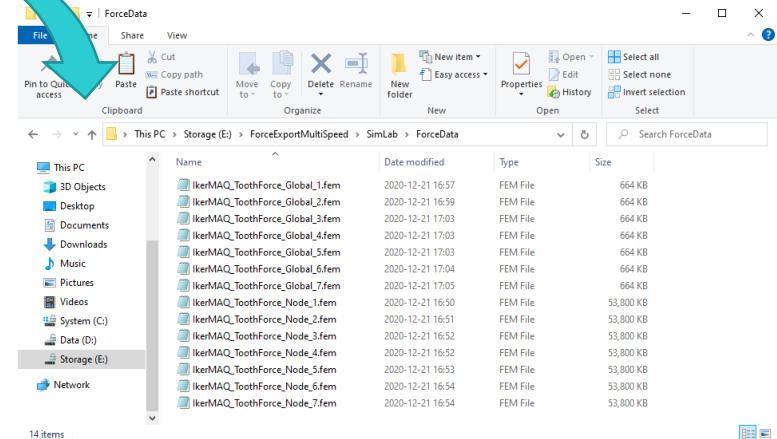 ForceData
File Share View
Cut
Copy path
Paste shortcut
Paste
Clipboard
Move to
Copy to
Delete
Rename
Organize
New folder
New item
Easy access
New
Properties
Open
Edit
History
Open
Select all
Select none
Invert selection
Select
This PC > Storage (E:) > ForceExportMultiSpeed > SimLab > ForceData
Search ForceData
This PC
3D Objects
Desktop
Documents
Downloads
Music
Pictures
Videos
System (C:)
Data (D:)
Storage (E:)
Network
Name Date modified Type Size
IkerMAQ_ToothForce_Global_1.fem 2020-12-21 16:57 FEM File 664 KB
IkerMAQ_ToothForce_Global_2.fem 2020-12-21 16:59 FEM File 664 KB
IkerMAQ_ToothForce_Global_3.fem 2020-12-21 17:03 FEM File 664 KB
IkerMAQ_ToothForce_Global_4.fem 2020-12-21 17:03 FEM File 664 KB
IkerMAQ_ToothForce_Global_5.fem 2020-12-21 17:03 FEM File 664 KB
IkerMAQ_ToothForce_Global_6.fem 2020-12-21 17:04 FEM File 664 KB
IkerMAQ_ToothForce_Global_7.fem 2020-12-21 17:05 FEM File 664 KB
IkerMAQ_ToothForce_Node_1.fem 2020-12-21 16:50 FEM File 53,800 KB
IkerMAQ_ToothForce_Node_2.fem 2020-12-21 16:51 FEM File 53,800 KB
IkerMAQ_ToothForce_Node_3.fem 2020-12-21 16:52 FEM File 53,800 KB
IkerMAQ_ToothForce_Node_4.fem 2020-12-21 16:52 FEM File 53,800 KB
IkerMAQ_ToothForce_Node_5.fem 2020-12-21 16:53 FEM File 53,800 KB
IkerMAQ_ToothForce_Node_6.fem 2020-12-21 16:54 FEM File 53,800 KB
IkerMAQ_ToothForce_Node_7.fem 2020-12-21 16:54 FEM File 53,800 KB
14 items